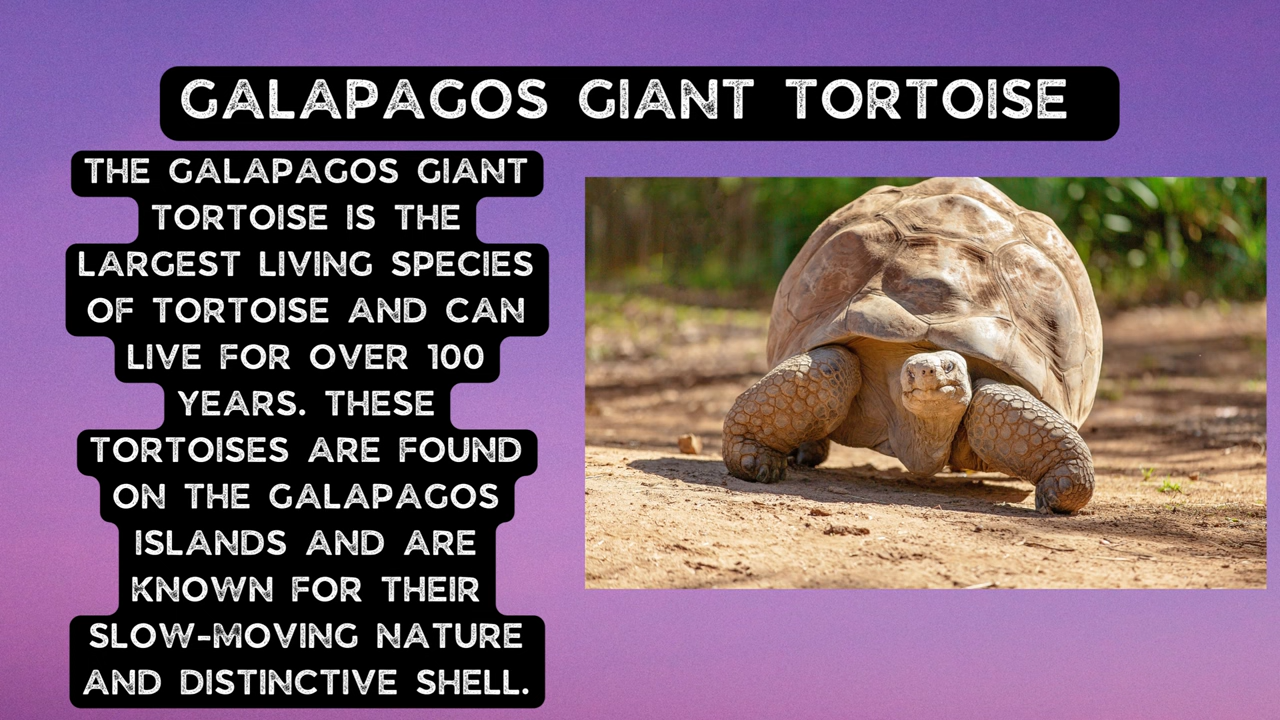 GALAPAGOS GIANT TORTOISE
THE GALAPAGOS GIANT
TORTOISE IS THE
LARGEST LIVING SPECIES
OF TORTOISE AND CAN
LIVE FOR OVER 100
YEARS. THESE
TORTOISES ARE FOUND
ON THE GALAPAGOS
ISLANDS AND ARE
KNOWN FOR THEIR
SLOW-MOVING NATURE
AND DISTINCTIVE SHELL.